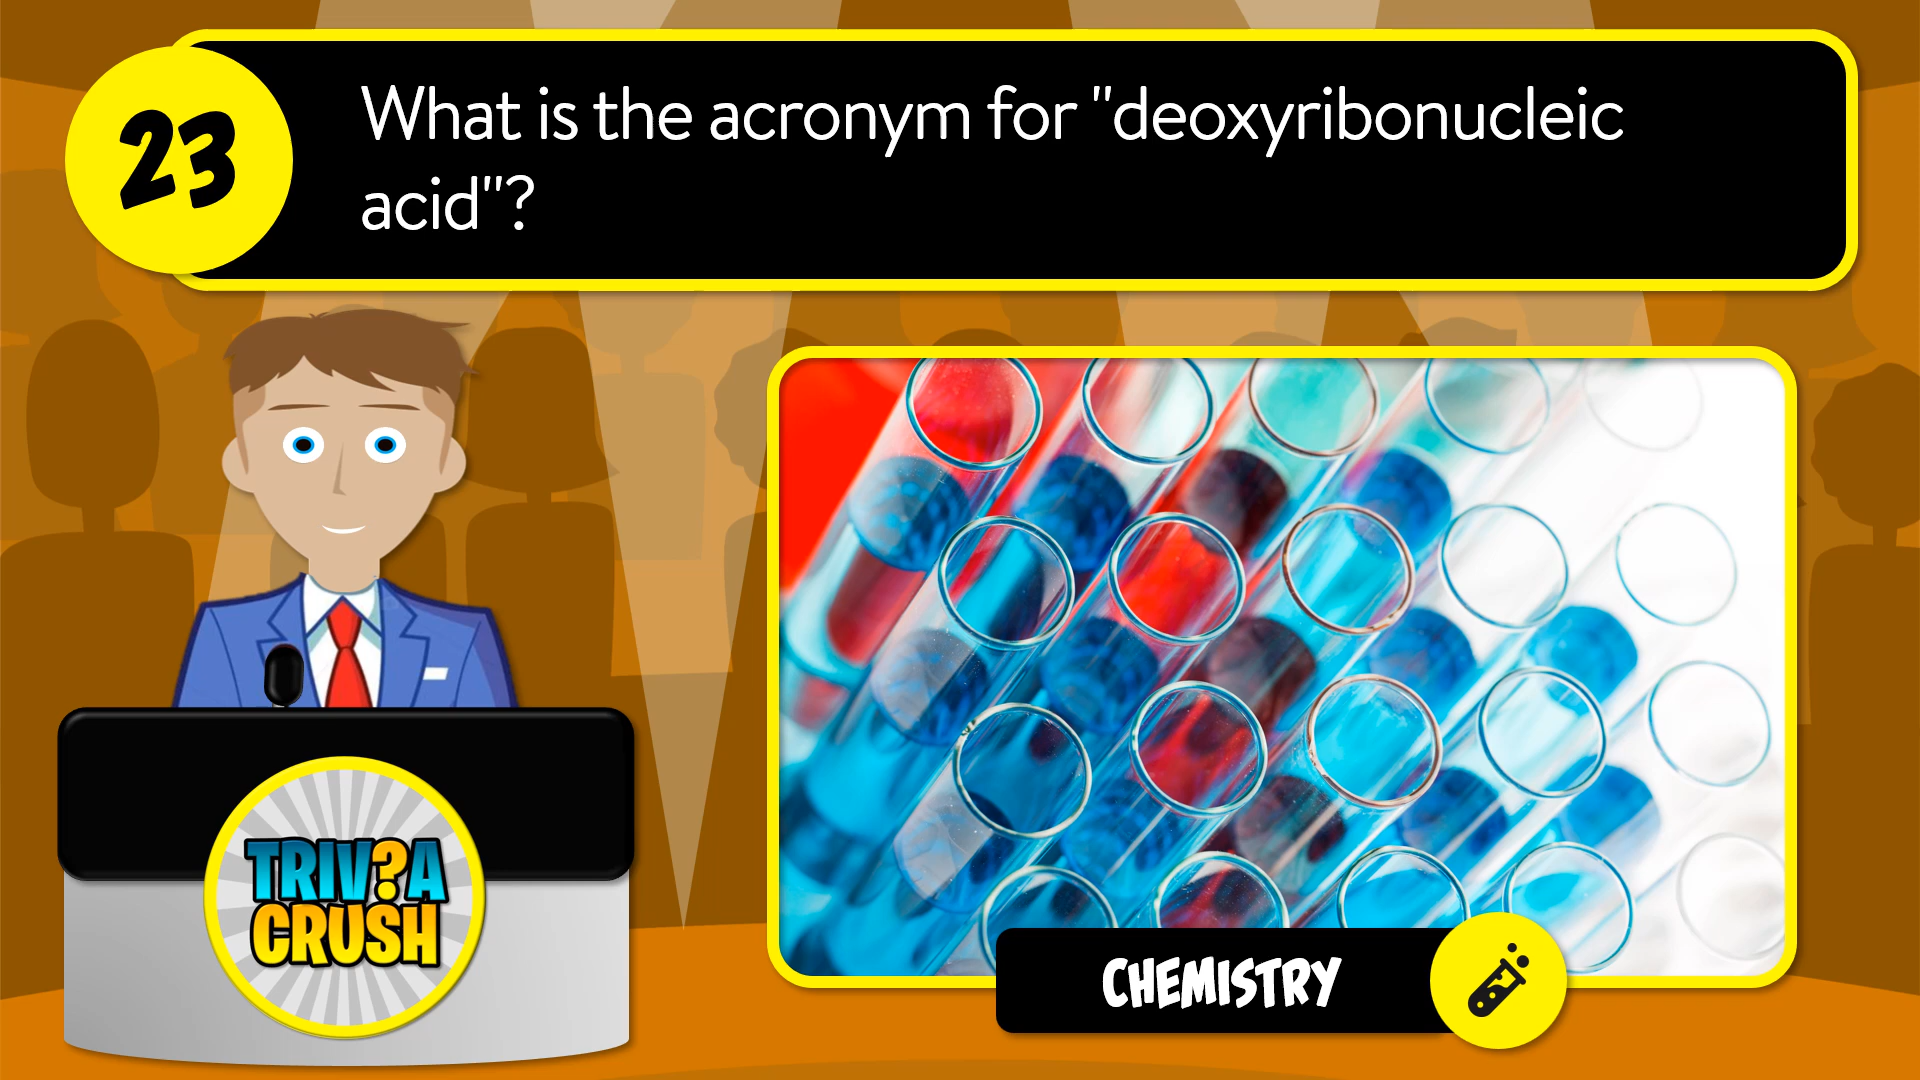 23
What is the acronym for "deoxyribonucleic
acid"?
TRIV?A
CRUSH
CHEMISTRY